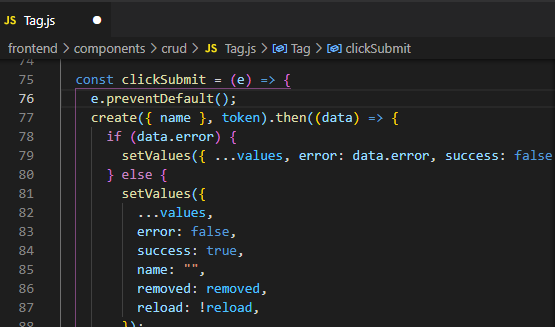 JS Tag.js
frontend > components > crud > JS Tag.js > Tag > clickSubmit
74
75 const clickSubmit = (e) => {
76 e.preventDefault();
77 create({ name }, token).then((data) => {
78 if (data.error) {
79 setValues({ ...values, error: data.error, success: false
80 } else {
81 setValues({
82 ...values,
83 error: false,
84 success: true,
85 name: "",
86 removed: removed,
87 reload: !reload,
88 });